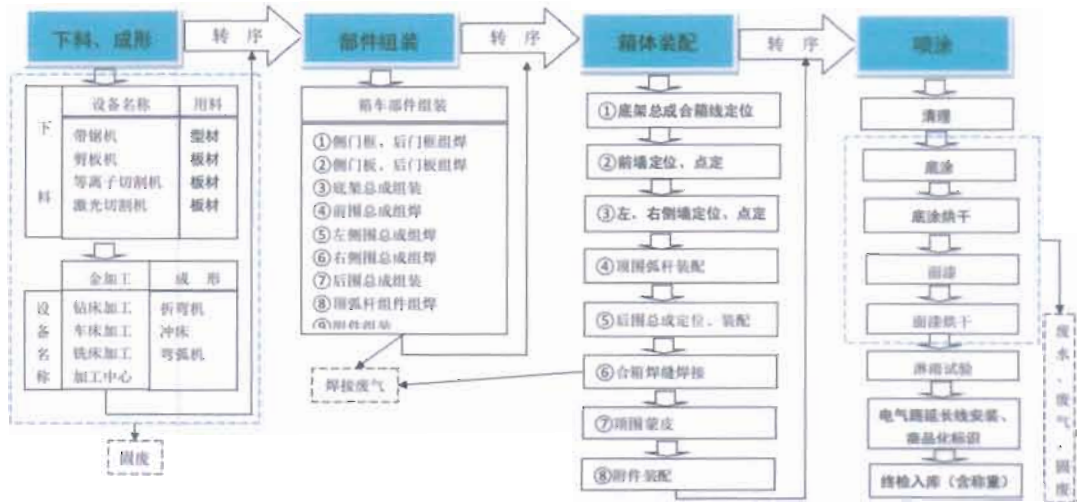 下料、成形
转 序
部件组装
转 序
箱体装配
转 序
喷涂
下料
设备名称 用料
带锯机 型材
剪板机 板材
等离子切割机 板材
激光切割机 板材
设备名称
金加工 成 形
钻床加工 折弯机
车床加工 冲床
铣床加工 弯弧机
加工中心
固废
箱车部件组装
①侧门框、后门框组焊
②侧门板、后门板组焊
③底架总成组装
④前围总成组焊
⑤左侧围总成组焊
⑥右侧围总成组焊
⑦后围总成组装
⑧顶弧杆组件组焊
⑨附件组装
焊接废气
①底架总成合箱线定位
②前墙定位、点定
③左、右侧墙定位、点定
④顶围弧杆装配
⑤后围总成定位、装配
⑥合箱焊缝焊接
⑦顶围蒙皮
⑧附件装配
清理
底涂
底涂烘干
面漆
面漆烘干
淋雨试验
电气路延长线安装、
商品化标识
终检入库（含称重）
废水、废气、固废